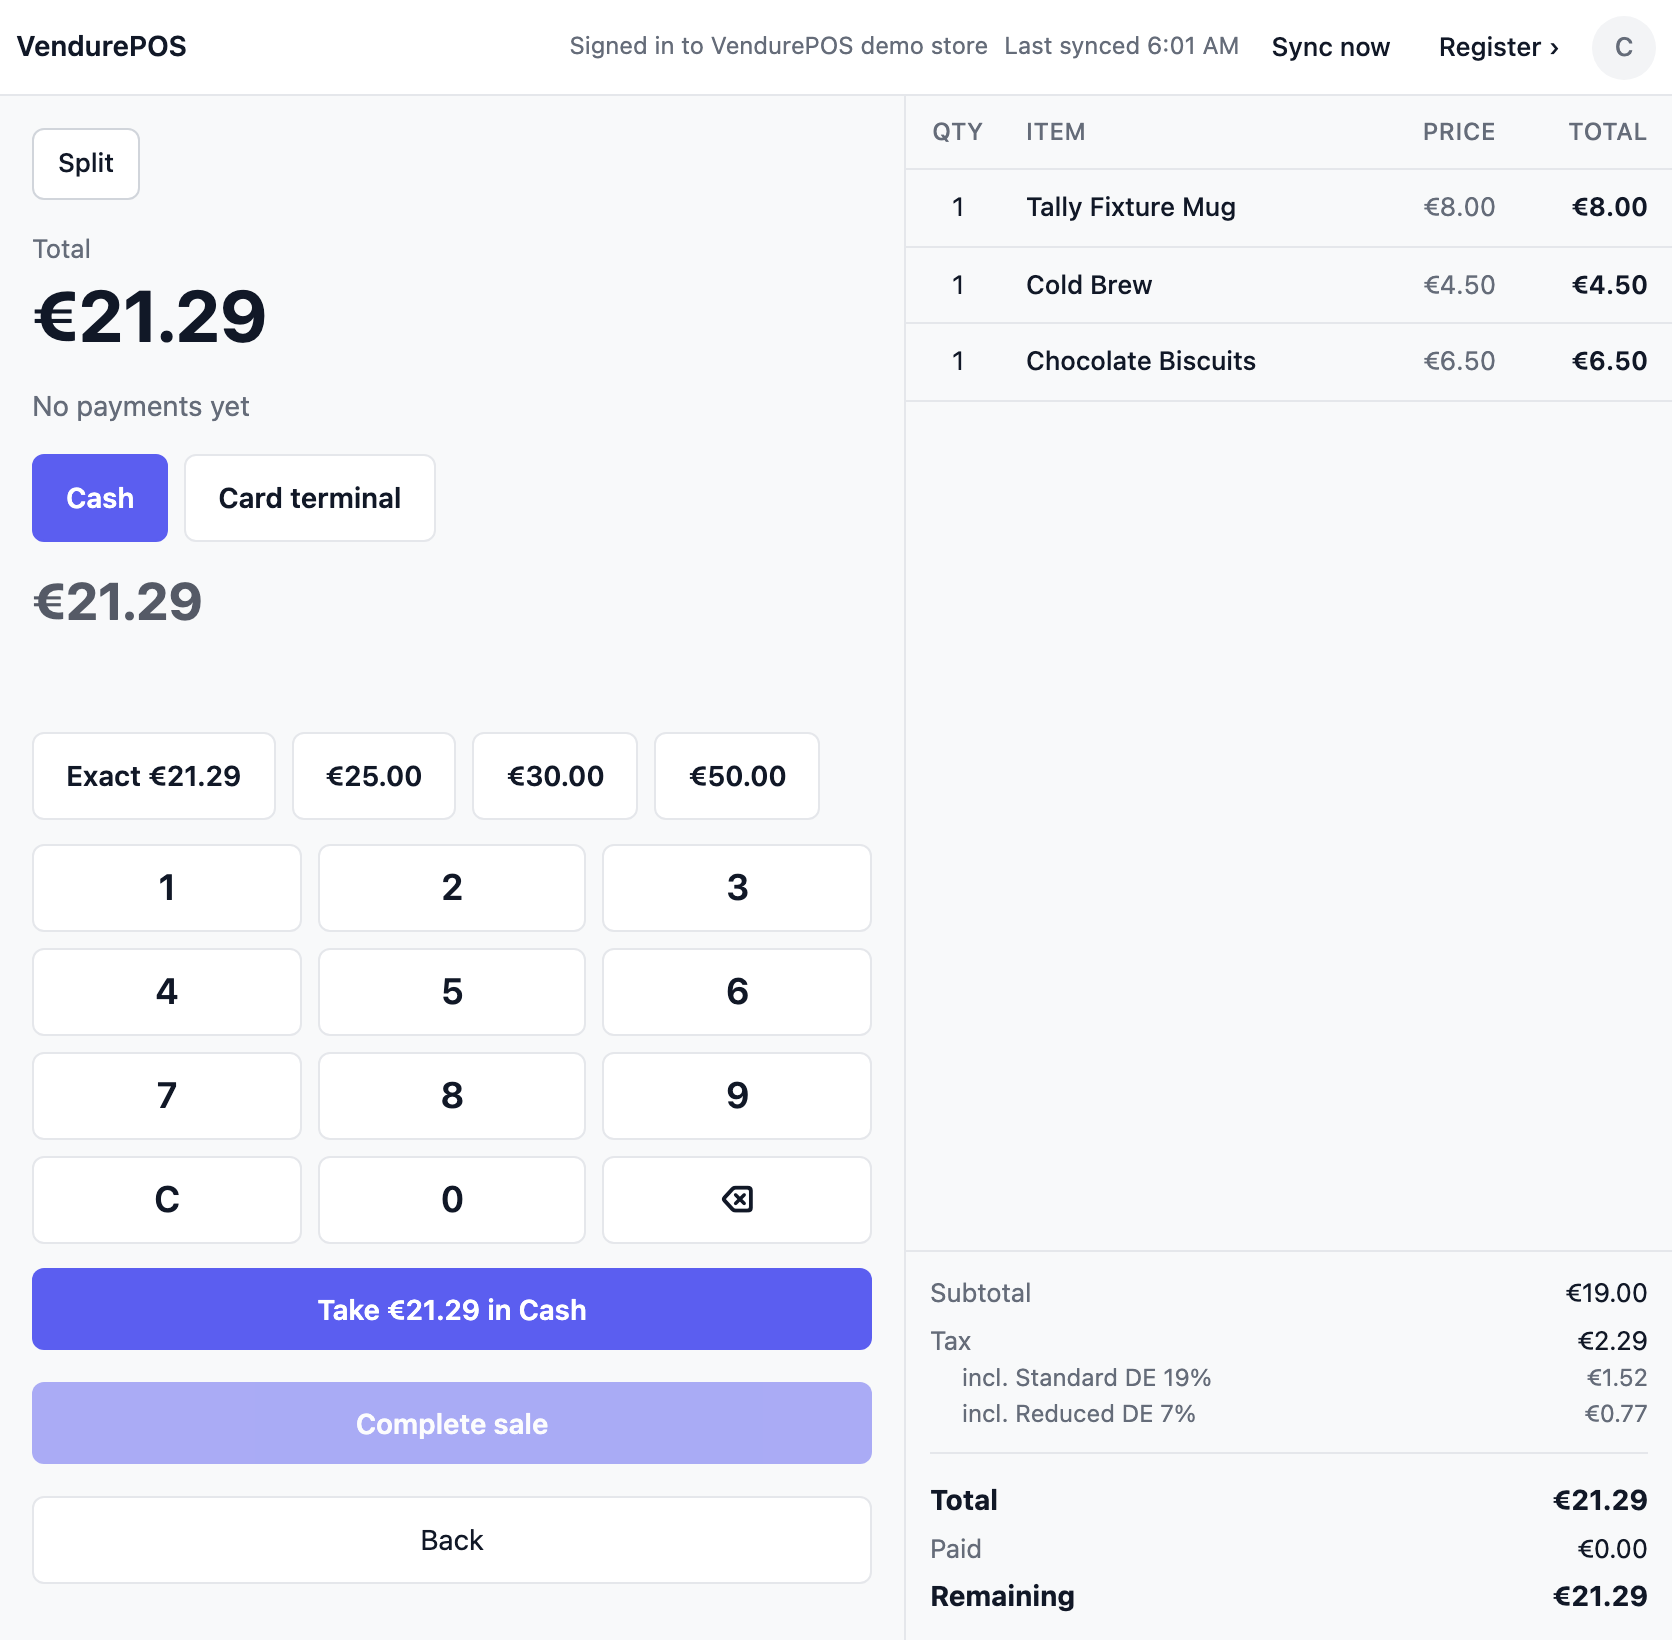 VendurePOS
Signed in to VendurePOS demo store Last synced 6:01 AM Sync now Register › C
Split
Total
€21.29
No payments yet
Cash Card terminal
€21.29
Exact €21.29 €25.00 €30.00 €50.00
1 2 3
4 5 6
7 8 9
C 0
Take €21.29 in Cash
Complete sale
Back
QTY ITEM PRICE TOTAL
1 Tally Fixture Mug €8.00 €8.00
1 Cold Brew €4.50 €4.50
1 Chocolate Biscuits €6.50 €6.50
Subtotal €19.00
Tax €2.29
incl. Standard DE 19% €1.52
incl. Reduced DE 7% €0.77
Total €21.29
Paid €0.00
Remaining €21.29